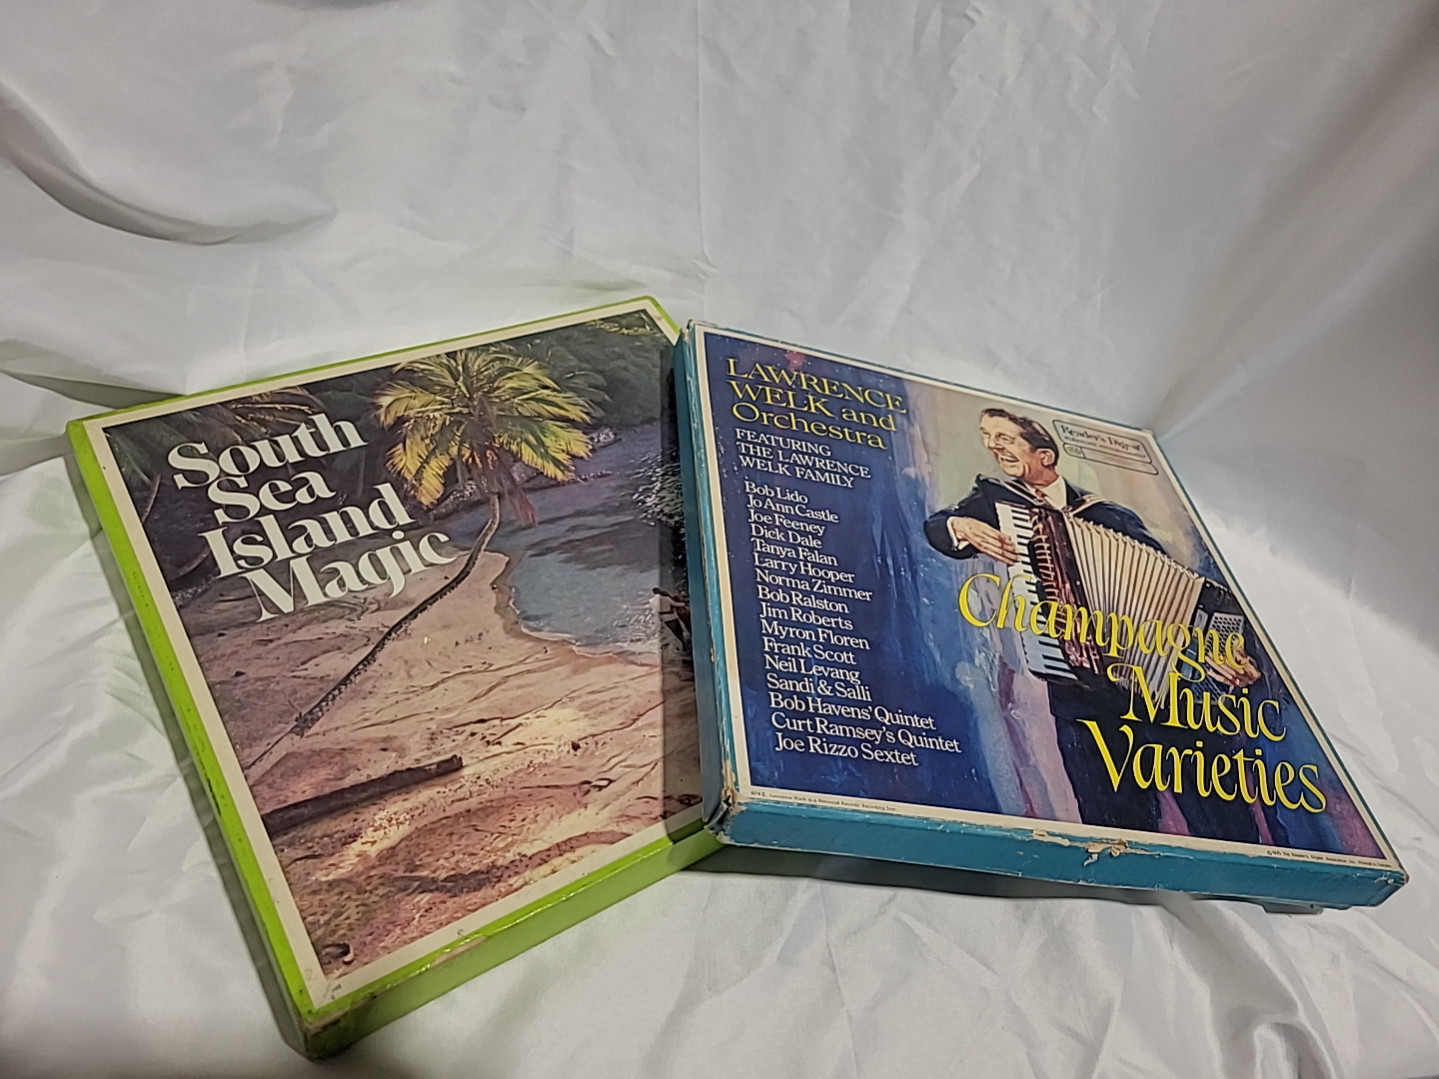 South
Sea
Island
Magic
LAWRENCE
WELK and
Orchestra
FEATURING
THE LAWRENCE
WELK FAMILY
Bob Lido
Jo Ann Castle
Joe Feeney
Dick Dale
Tanya Falan
Larry Hooper
Norma Zimmer
Bob Ralston
Jim Roberts
Myron Floren
Frank Scott
Neil Levang
Sandi & Salli
Bob Havens' Quintet
Curt Ramsey's Quintet
Joe Rizzo Sextet
Reader's Digest
Champagne
Music
Varieties